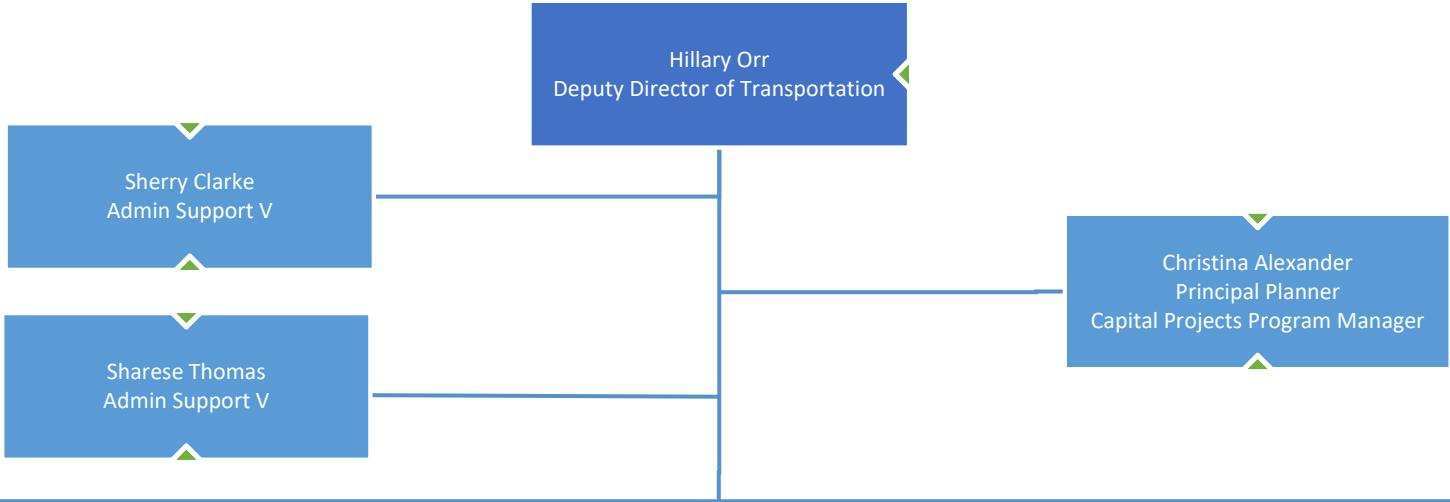 Hillary Orr
Deputy Director of Transportation
Sherry Clarke
Admin Support V
Christina Alexander
Principal Planner
Capital Projects Program Manager
Sharese Thomas
Admin Support V